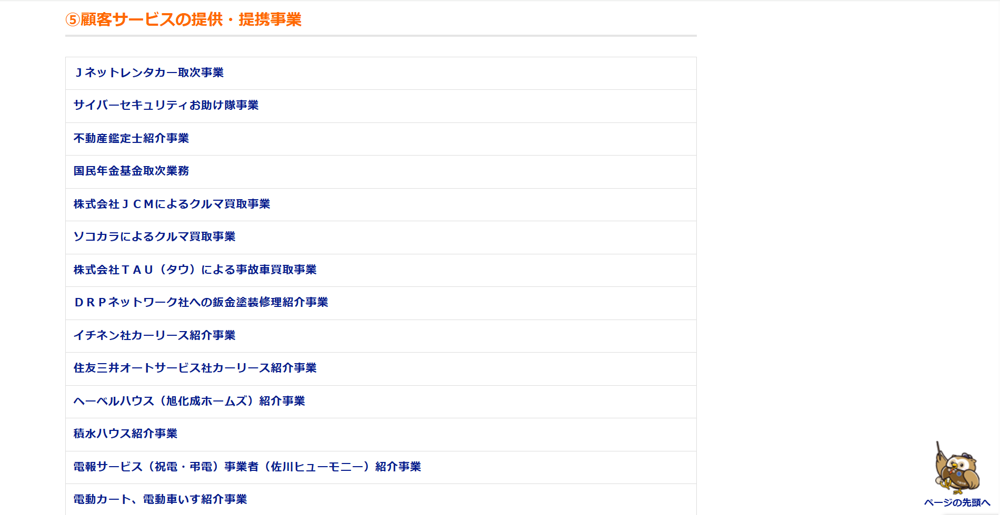 ⑤顧客サービスの提供・提携事業
Ｊネットレンタカー取次事業
サイバーセキュリティお助け隊事業
不動産鑑定士紹介事業
国民年金基金取次業務
株式会社ＪＣＭによるクルマ買取事業
ソコカラによるクルマ買取事業
株式会社ＴＡＵ（タウ）による事故車買取事業
ＤＲＰネットワーク社への鈑金塗装修理紹介事業
イチネン社カーリース紹介事業
住友三井オートサービス社カーリース紹介事業
ヘーベルハウス（旭化成ホームズ）紹介事業
積水ハウス紹介事業
電報サービス（祝電・弔電）事業者（佐川ヒューモニー）紹介事業
電動カート、電動車いす紹介事業
ページの先頭へ